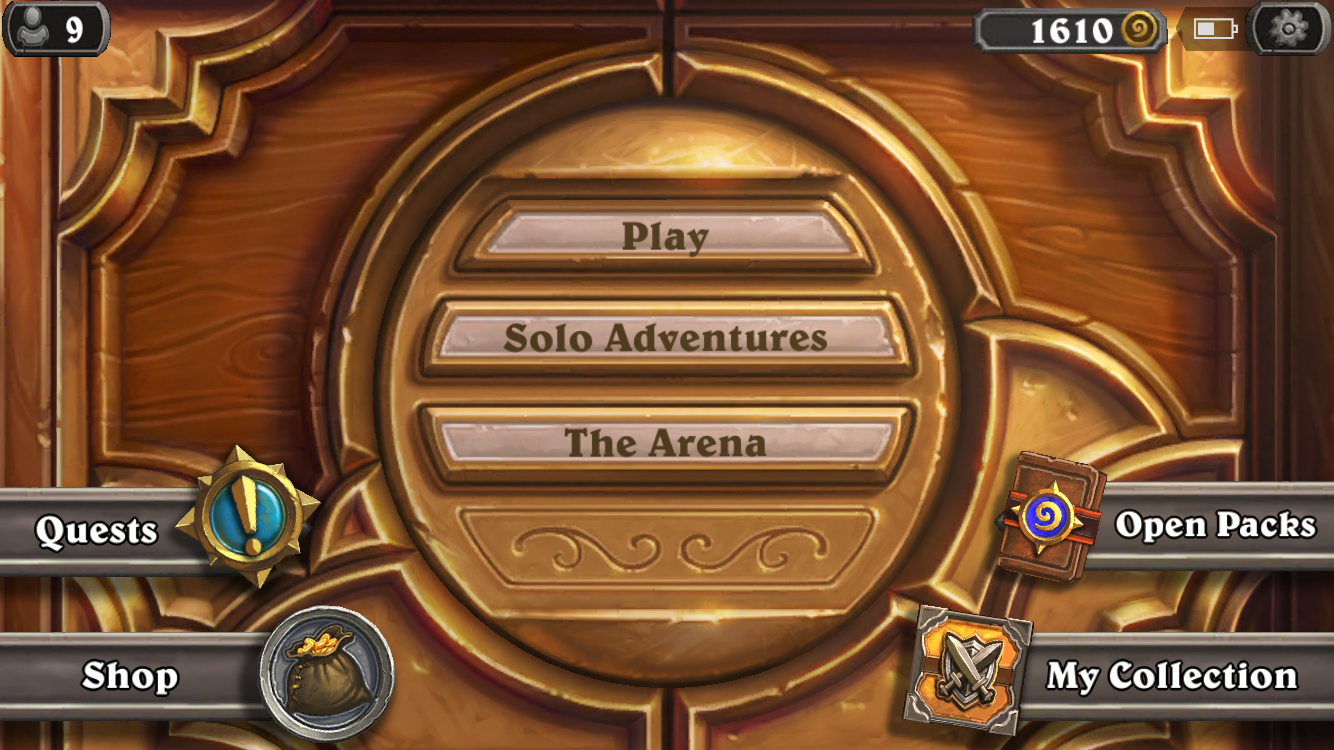 9
1610
Play
Solo Adventures
The Arena
Quests
Open Packs
Shop
My Collection